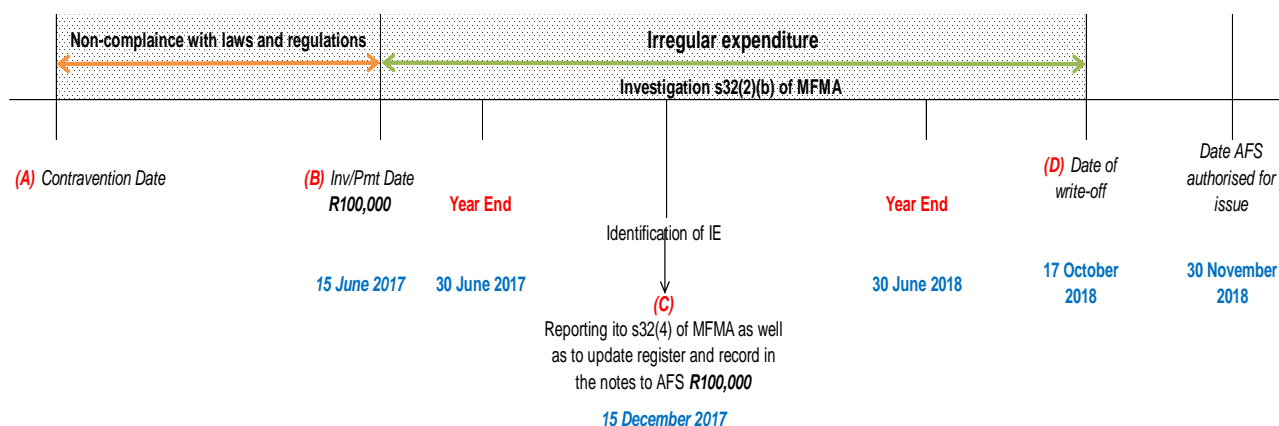 Non-complaince with laws and regulations
Irregular expenditure
Investigation s32(2)(b) of MFMA
(A) Contravention Date
(B) Inv/Pmt Date
R100,000
15 June 2017
Year End
30 June 2017
Identification of IE
(C)
Reporting ito s32(4) of MFMA as well
as to update register and record in
the notes to AFS R100,000
15 December 2017
Year End
30 June 2018
(D) Date of
write-off
17 October
2018
Date AFS
authorised for
issue
30 November
2018